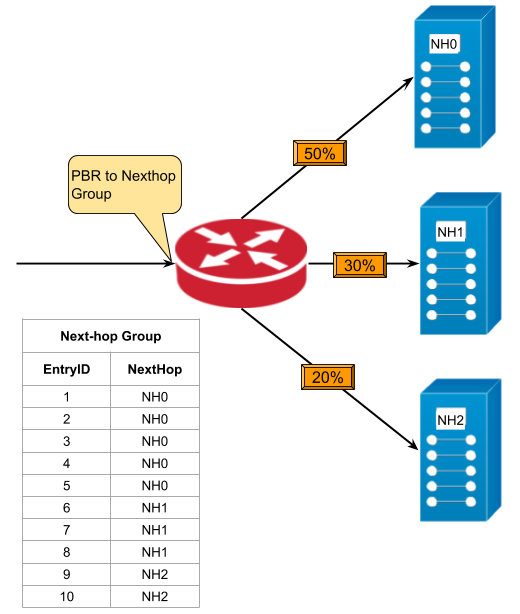 NH0
50%
PBR to Nexthop
Group
NH1
30%
Next-hop Group
EntryID NextHop
1 NH0
2 NH0
3 NH0
4 NH0
5 NH0
6 NH1
7 NH1
8 NH1
9 NH2
10 NH2
20%
NH2